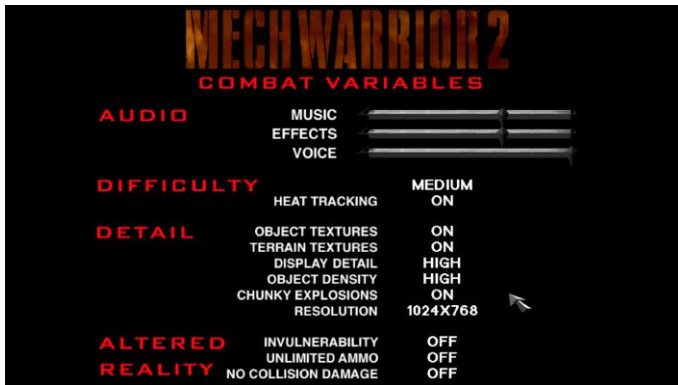 MECHWARRIOR 2
COMBAT VARIABLES
AUDIO MUSIC
EFFECTS
VOICE
DIFFICULTY MEDIUM
HEAT TRACKING ON
DETAIL OBJECT TEXTURES ON
TERRAIN TEXTURES ON
DISPLAY DETAIL HIGH
OBJECT DENSITY HIGH
CHUNKY EXPLOSIONS ON
RESOLUTION 1024X768
ALTERED INVULNERABILITY OFF
UNLIMITED AMMO OFF
REALITY NO COLLISION DAMAGE OFF